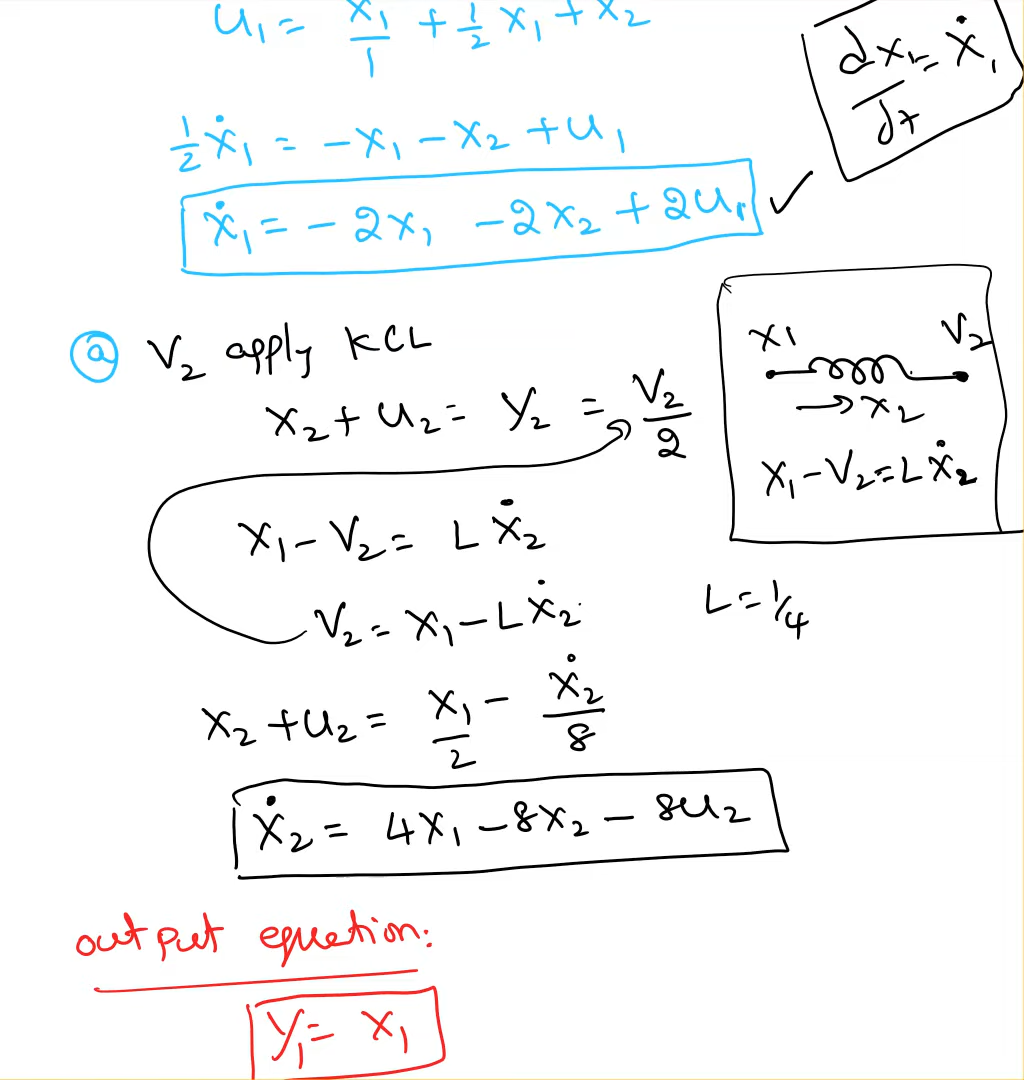 u₁ = x₁/1 + ½ x₁ + x₂
dx₁/dt = ẋ₁
½ẋ₁ = -x₁ - x₂ + u₁
ẋ₁ = -2x₁ - 2x₂ + 2u₁ ✓
@ V₂ apply KCL
x₂ + u₂ = y₂ = V₂/2
x1 V₂
→ x₂
x₁ - V₂ = Lẋ₂
x₁ - V₂ = L ẋ₂
V₂ = x₁ - Lẋ₂ L = 1/4
x₂ + u₂ = x₁/2 - ẋ₂/8
ẋ₂ = 4x₁ - 8x₂ - 8u₂
output equation:
y₁ = x₁